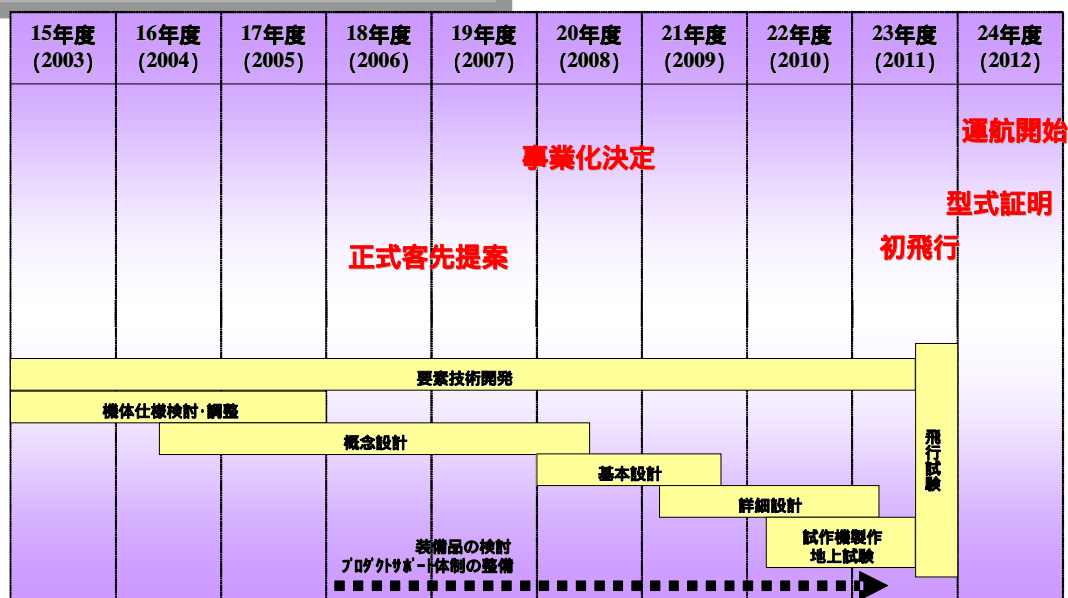 15年度 16年度 17年度 18年度 19年度 20年度 21年度 22年度 23年度 24年度
(2003) (2004) (2005) (2006) (2007) (2008) (2009) (2010) (2011) (2012)
運航開始
事業化決定
型式証明
初飛行
正式客先提案
要素技術開発
機体仕様検討・調整
概念設計
基本設計
詳細設計
試作機製作
地上試験
飛行試験
装備品の検討
ﾌﾟﾛﾀﾞｸﾄｻﾎﾟｰﾄ体制の整備